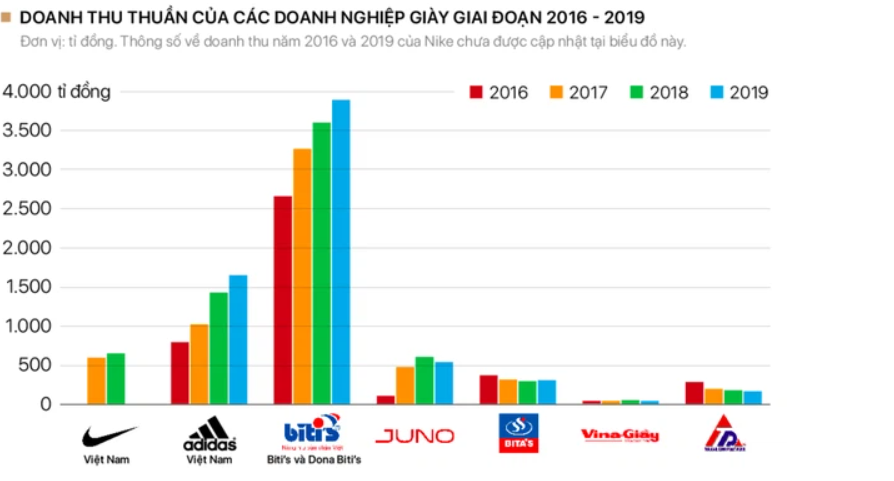 DOANH THU THUẦN CỦA CÁC DOANH NGHIỆP GIÀY GIAI ĐOẠN 2016 - 2019
Đơn vị: tỉ đồng. Thông số về doanh thu năm 2016 và 2019 của Nike chưa được cập nhật tại biểu đồ này.
4.000 tỉ đồng
2016 2017 2018 2019
3.500
3.000
2.500
2.000
1.500
1.000
500
0
adidas biti's JUNO BITA'S Vina-Giầy
Việt Nam Việt Nam Biti's và Dona Biti's